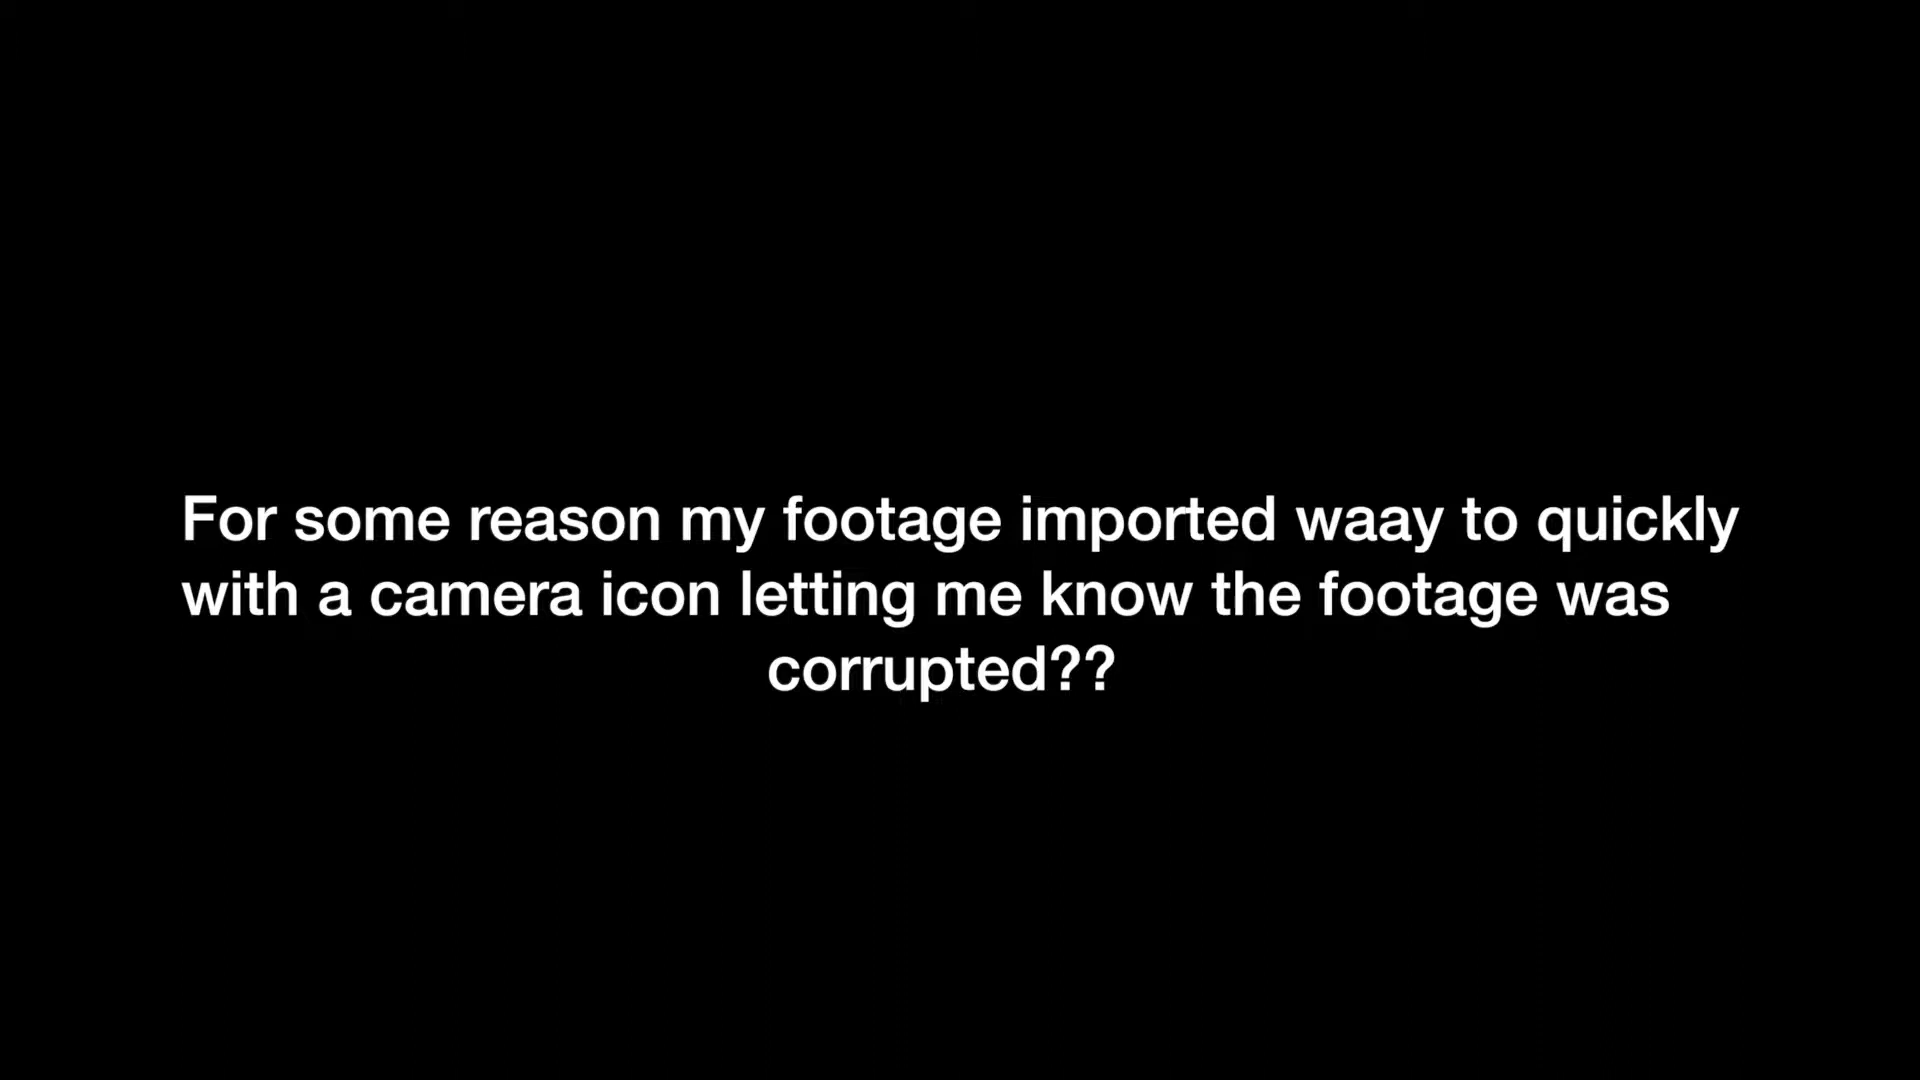 For some reason my footage imported waay to quickly
with a camera icon letting me know the footage was
corrupted??